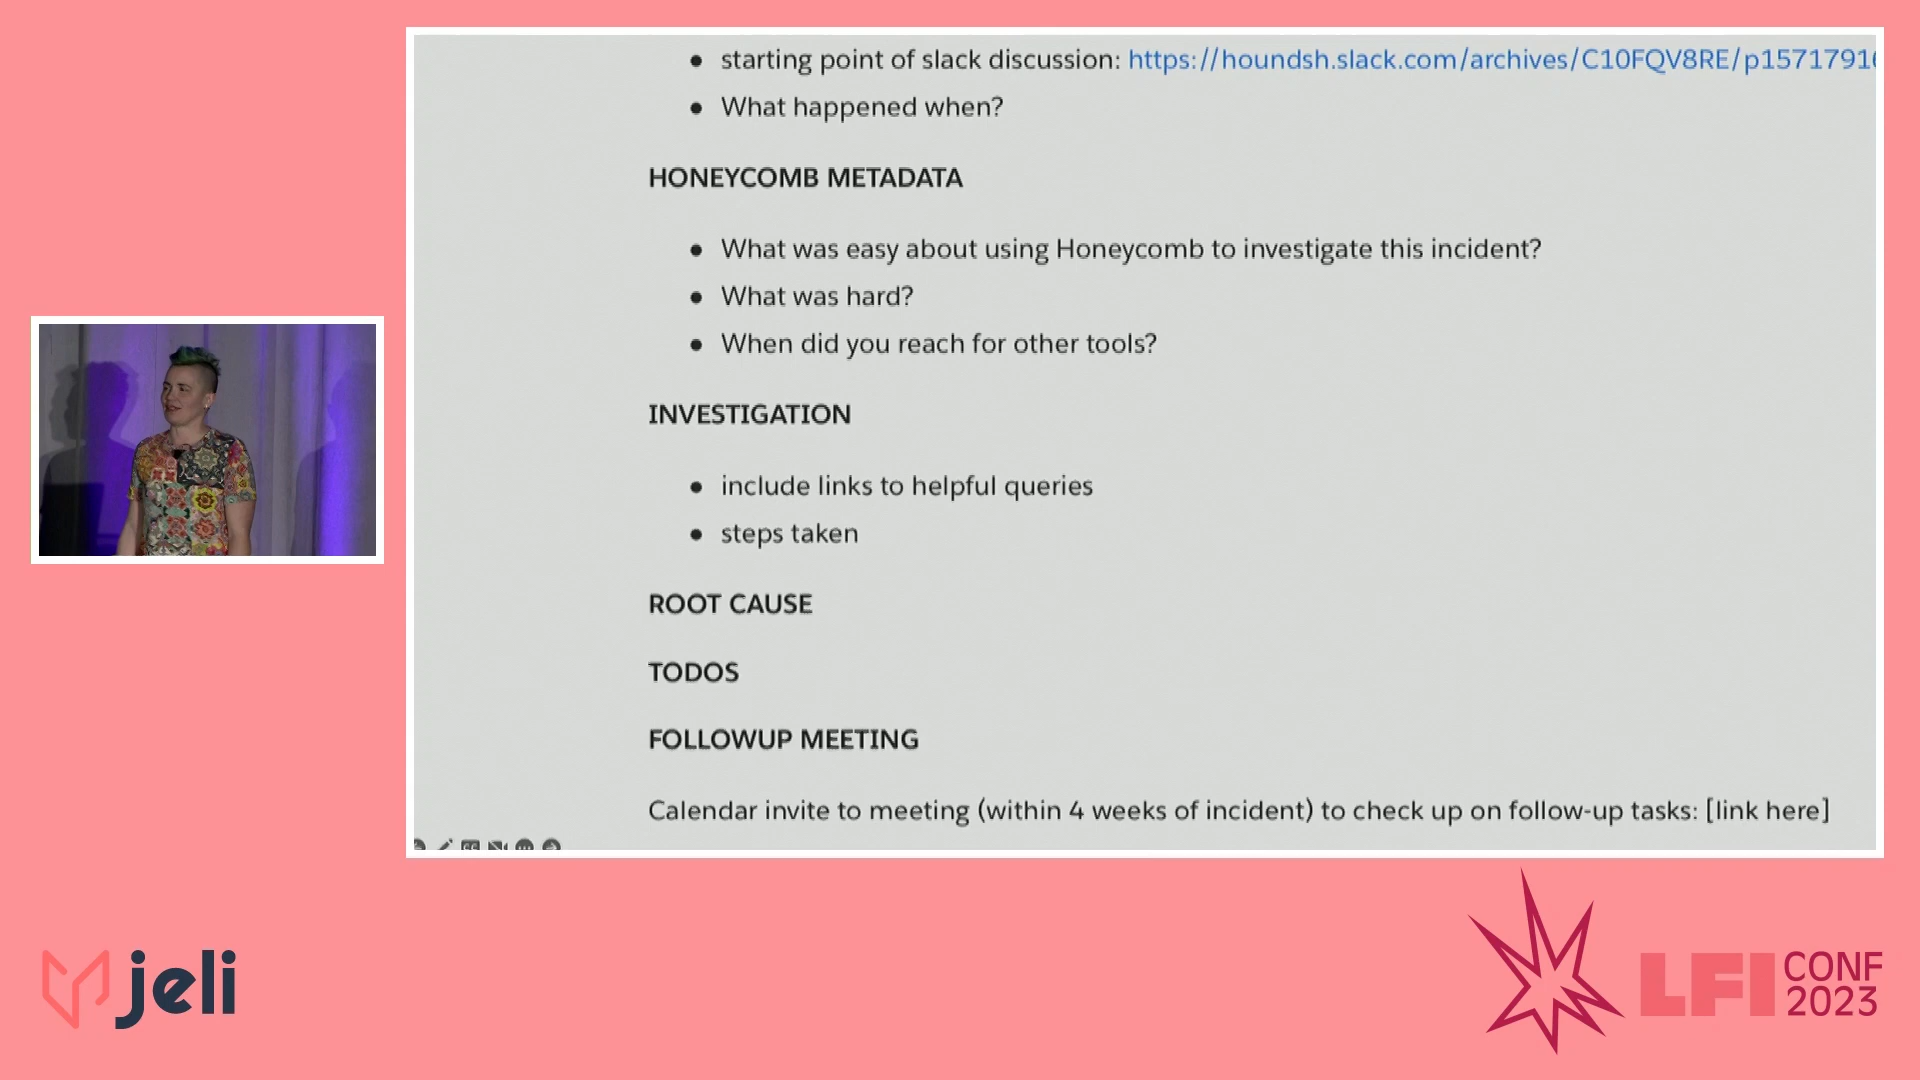 starting point of slack discussion: https://houndsh.slack.com/archives/C10FQV8RE/p1571791
What happened when?
HONEYCOMB METADATA
What was easy about using Honeycomb to investigate this incident?
What was hard?
When did you reach for other tools?
INVESTIGATION
include links to helpful queries
steps taken
ROOT CAUSE
TODOS
FOLLOWUP MEETING
Calendar invite to meeting (within 4 weeks of incident) to check up on follow-up tasks: [link here]
jeli
LFI CONF
2023